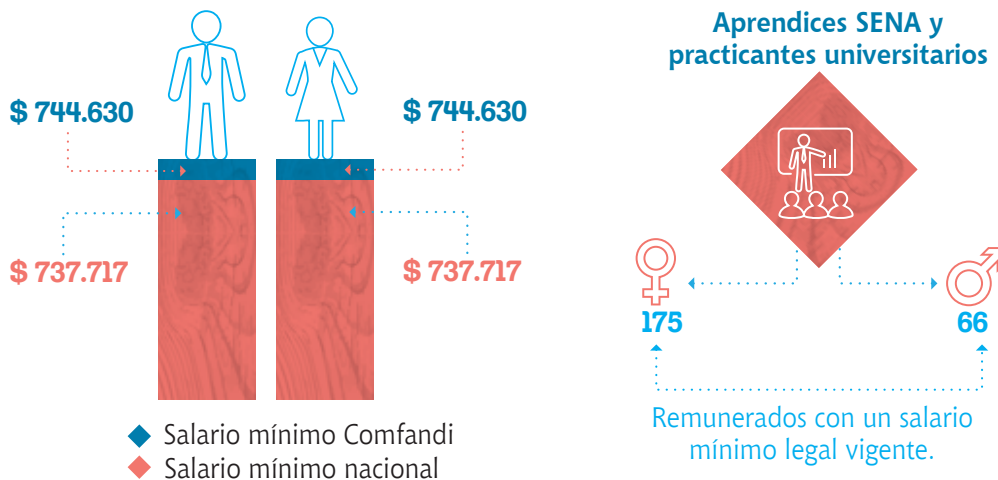 $ 744.630
$ 744.630
$ 737.717
$ 737.717
Salario mínimo Comfandi
Salario mínimo nacional
Aprendices SENA y
practicantes universitarios
175
66
Remunerados con un salario
mínimo legal vigente.